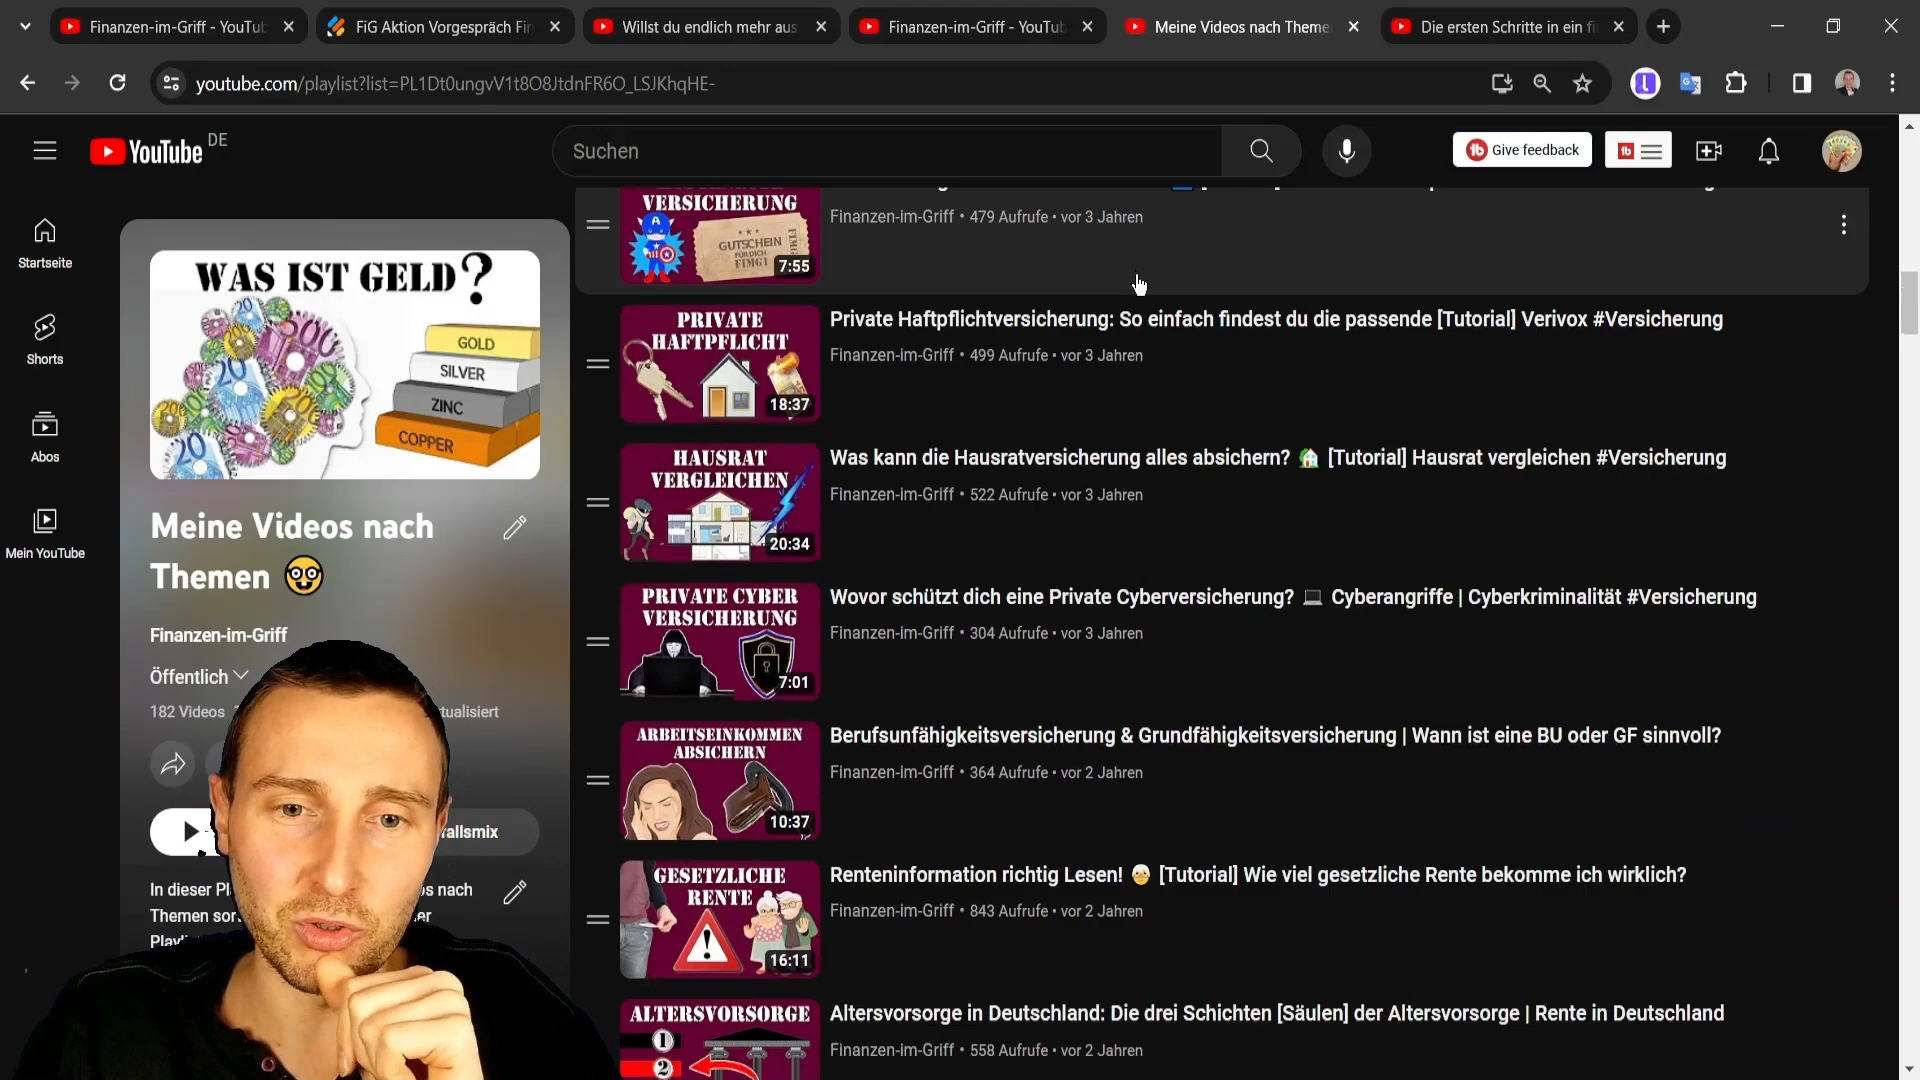 Finanzen-im-Griff - YouTub
FiG Aktion Vorgespräch Fin
Willst du endlich mehr aus
Finanzen-im-Griff - YouTub
Meine Videos nach Theme
Die ersten Schritte in ein fi
youtube.com/playlist?list=PL1Dt0ungvV1t8O8JtdnFR6O_LSJKhqHE-
YouTube DE
Suchen
Give feedback
Startseite
Shorts
Abos
Mein YouTube
WAS IST GELD?
GOLD
SILVER
ZINC
COPPER
Meine Videos nach
Themen
Finanzen-im-Griff
Öffentlich
182 Videos
tualisiert
allsmix
In dieser Pl
s nach
Themen sor
er
VERSICHERUNG
GUTSCHEIN
FÜR DICH
FIMG1
7:55
Finanzen-im-Griff • 479 Aufrufe • vor 3 Jahren
PRIVATE
HAFTPFLICHT
18:37
Private Haftpflichtversicherung: So einfach findest du die passende [Tutorial] Verivox #Versicherung
Finanzen-im-Griff • 499 Aufrufe • vor 3 Jahren
HAUSRAT
VERGLEICHEN
20:34
Was kann die Hausratversicherung alles absichern? 🏡 [Tutorial] Hausrat vergleichen #Versicherung
Finanzen-im-Griff • 522 Aufrufe • vor 3 Jahren
PRIVATE CYBER
VERSICHERUNG
7:01
Wovor schützt dich eine Private Cyberversicherung? 💻 Cyberangriffe | Cyberkriminalität #Versicherung
Finanzen-im-Griff • 304 Aufrufe • vor 3 Jahren
ARBEITSEINKOMMEN
ABSICHERN
10:37
Berufsunfähigkeitsversicherung & Grundfähigkeitsversicherung | Wann ist eine BU oder GF sinnvoll?
Finanzen-im-Griff • 364 Aufrufe • vor 2 Jahren
GESETZLICHE
RENTE
16:11
Renteninformation richtig Lesen! 🧓 [Tutorial] Wie viel gesetzliche Rente bekomme ich wirklich?
Finanzen-im-Griff • 843 Aufrufe • vor 2 Jahren
ALTERSVORSORGE
1
2
Altersvorsorge in Deutschland: Die drei Schichten [Säulen] der Altersvorsorge | Rente in Deutschland
Finanzen-im-Griff • 558 Aufrufe • vor 2 Jahren